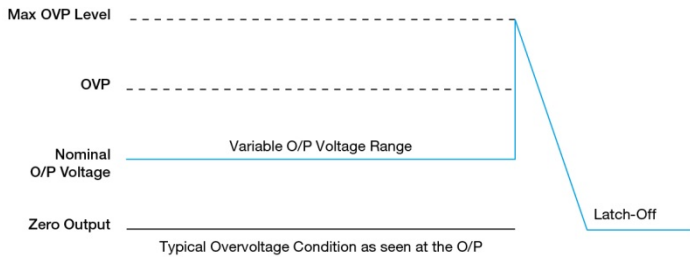 Max OVP Level
OVP
Variable O/P Voltage Range
Nominal
O/P Voltage
Latch-Off
Zero Output
Typical Overvoltage Condition as seen at the O/P